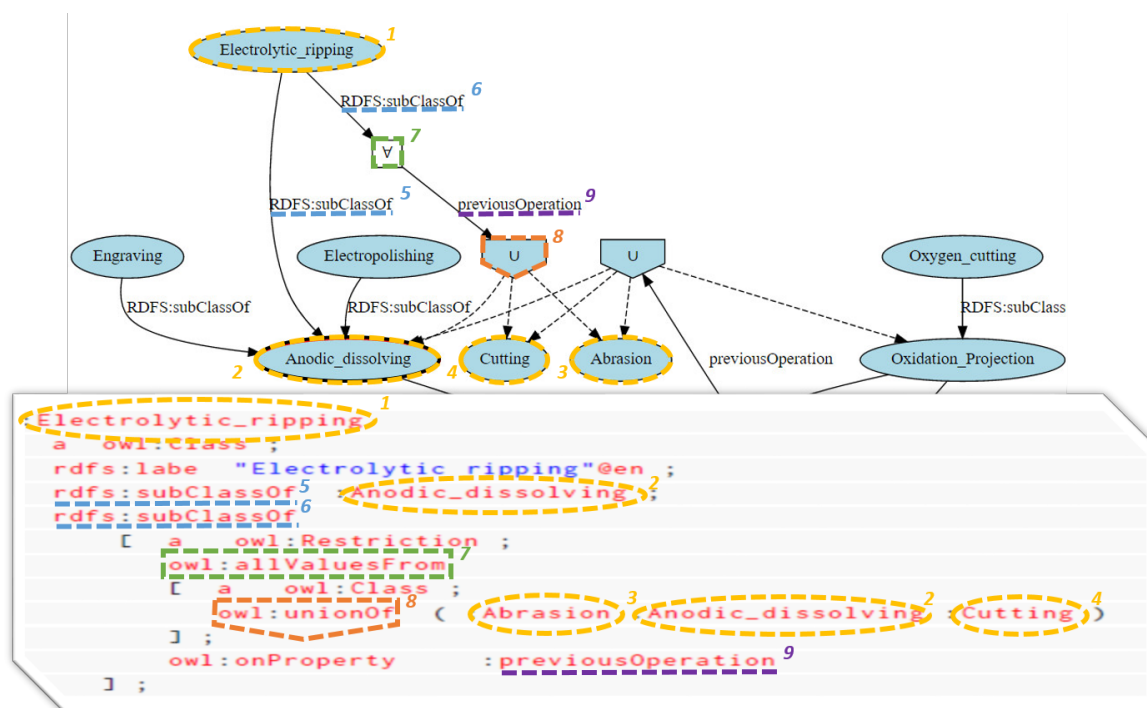 Electrolytic_ripping 1
RDFS:subClassOf 6
∀ 7
RDFS:subClassOf 5
previousOperation 9
Engraving
Electropolishing
∪ 8
∪
Oxygen_cutting
RDFS:subClassOf
RDFS:subClassOf
RDFS:subClass
Anodic_dissolving
Cutting
Abrasion
previousOperation
Oxidation_Projection
2
4
3
:Electrolytic_ripping 1
a owl:Class ;
rdfs:labe "Electrolytic ripping"@en ;
rdfs:subClassOf 5 :Anodic_dissolving 2 ;
rdfs:subClassOf 6
[ a owl:Restriction ;
owl:allValuesFrom 7
[ a owl:Class ;
owl:unionOf 8 ( Abrasion 3 :Anodic_dissolving 2 :Cutting 4 )
] ;
owl:onProperty :previousOperation 9
] ;